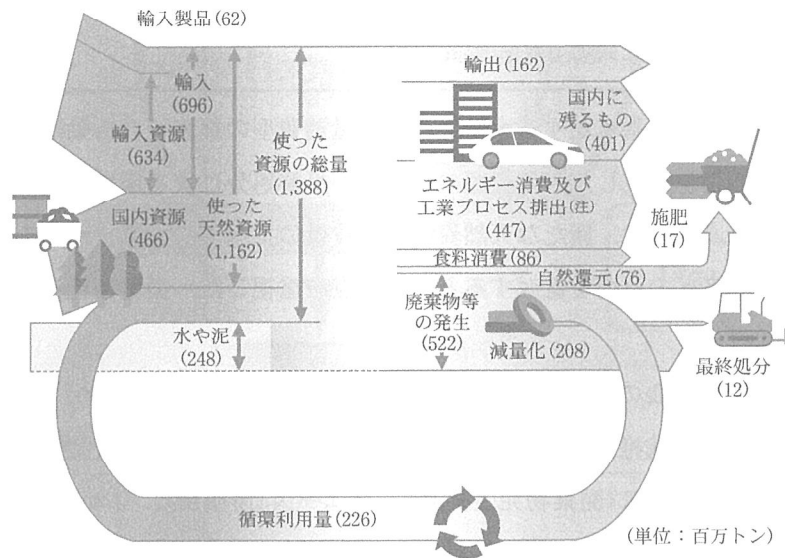 輸入製品(62)
輸入
(696)
輸入資源
(634)
国内資源
(466)
使った
天然資源
(1,162)
使った
資源の総量
(1,388)
水や泥
(248)
輸出(162)
国内に
残るもの
(401)
エネルギー消費及び
工業プロセス排出(注)
(447)
食料消費(86)
自然還元(76)
施肥
(17)
廃棄物等
の発生
(522)
減量化(208)
最終処分
(12)
循環利用量(226)
(単位：百万トン)